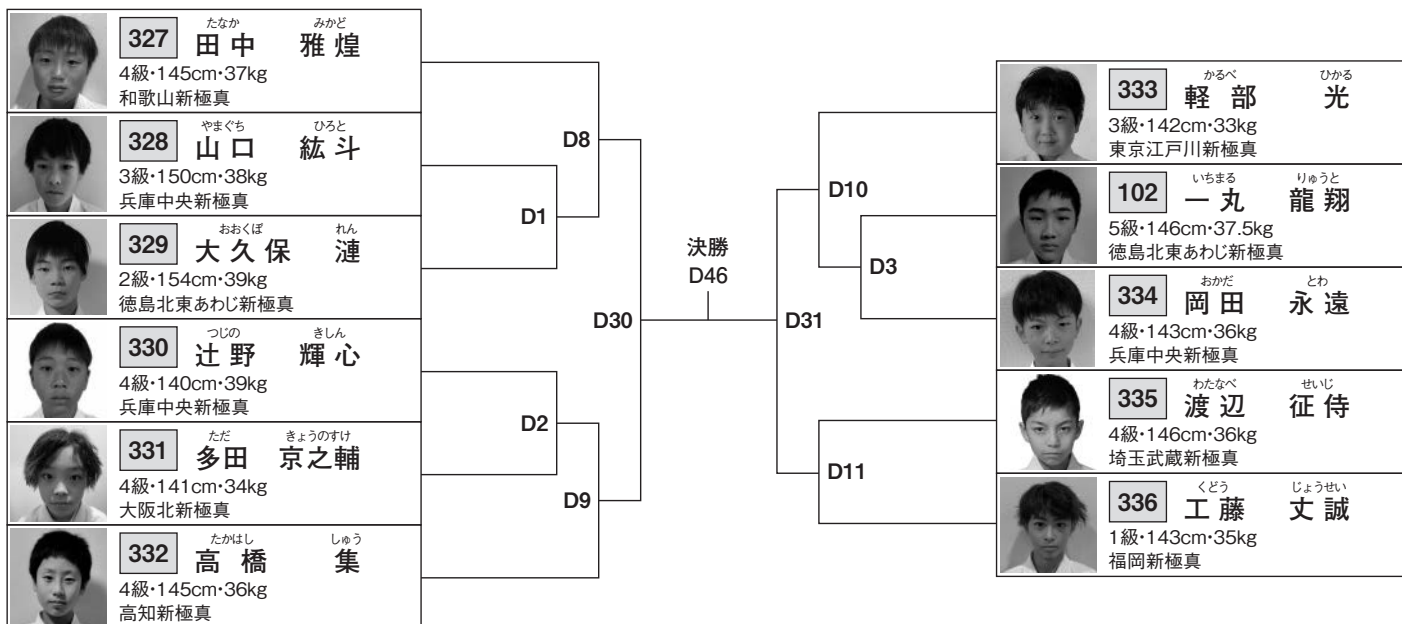 たなか みかど
327 田中 雅煌
4級・145cm・37kg
和歌山新極真
やまぐち ひろと
328 山口 紘斗
3級・150cm・38kg
兵庫中央新極真
おおくぼ れん
329 大久保 漣
2級・154cm・39kg
徳島北東あわじ新極真
つじの きしん
330 辻野 輝心
4級・140cm・39kg
兵庫中央新極真
ただ きょうのすけ
331 多田 京之輔
4級・141cm・34kg
大阪北新極真
たかはし しゅう
332 高橋 集
4級・145cm・36kg
高知新極真
D8
D1
D2
D9
D30
決勝
D46
D31
D10
D3
D11
かるべ ひかる
333 軽部 光
3級・142cm・33kg
東京江戸川新極真
いちまる りゅうと
102 一丸 龍翔
5級・146cm・37.5kg
徳島北東あわじ新極真
おかだ とわ
334 岡田 永遠
4級・143cm・36kg
兵庫中央新極真
わたなべ せいじ
335 渡辺 征侍
4級・146cm・36kg
埼玉武蔵新極真
くどう じょうせい
336 工藤 丈誠
1級・143cm・35kg
福岡新極真